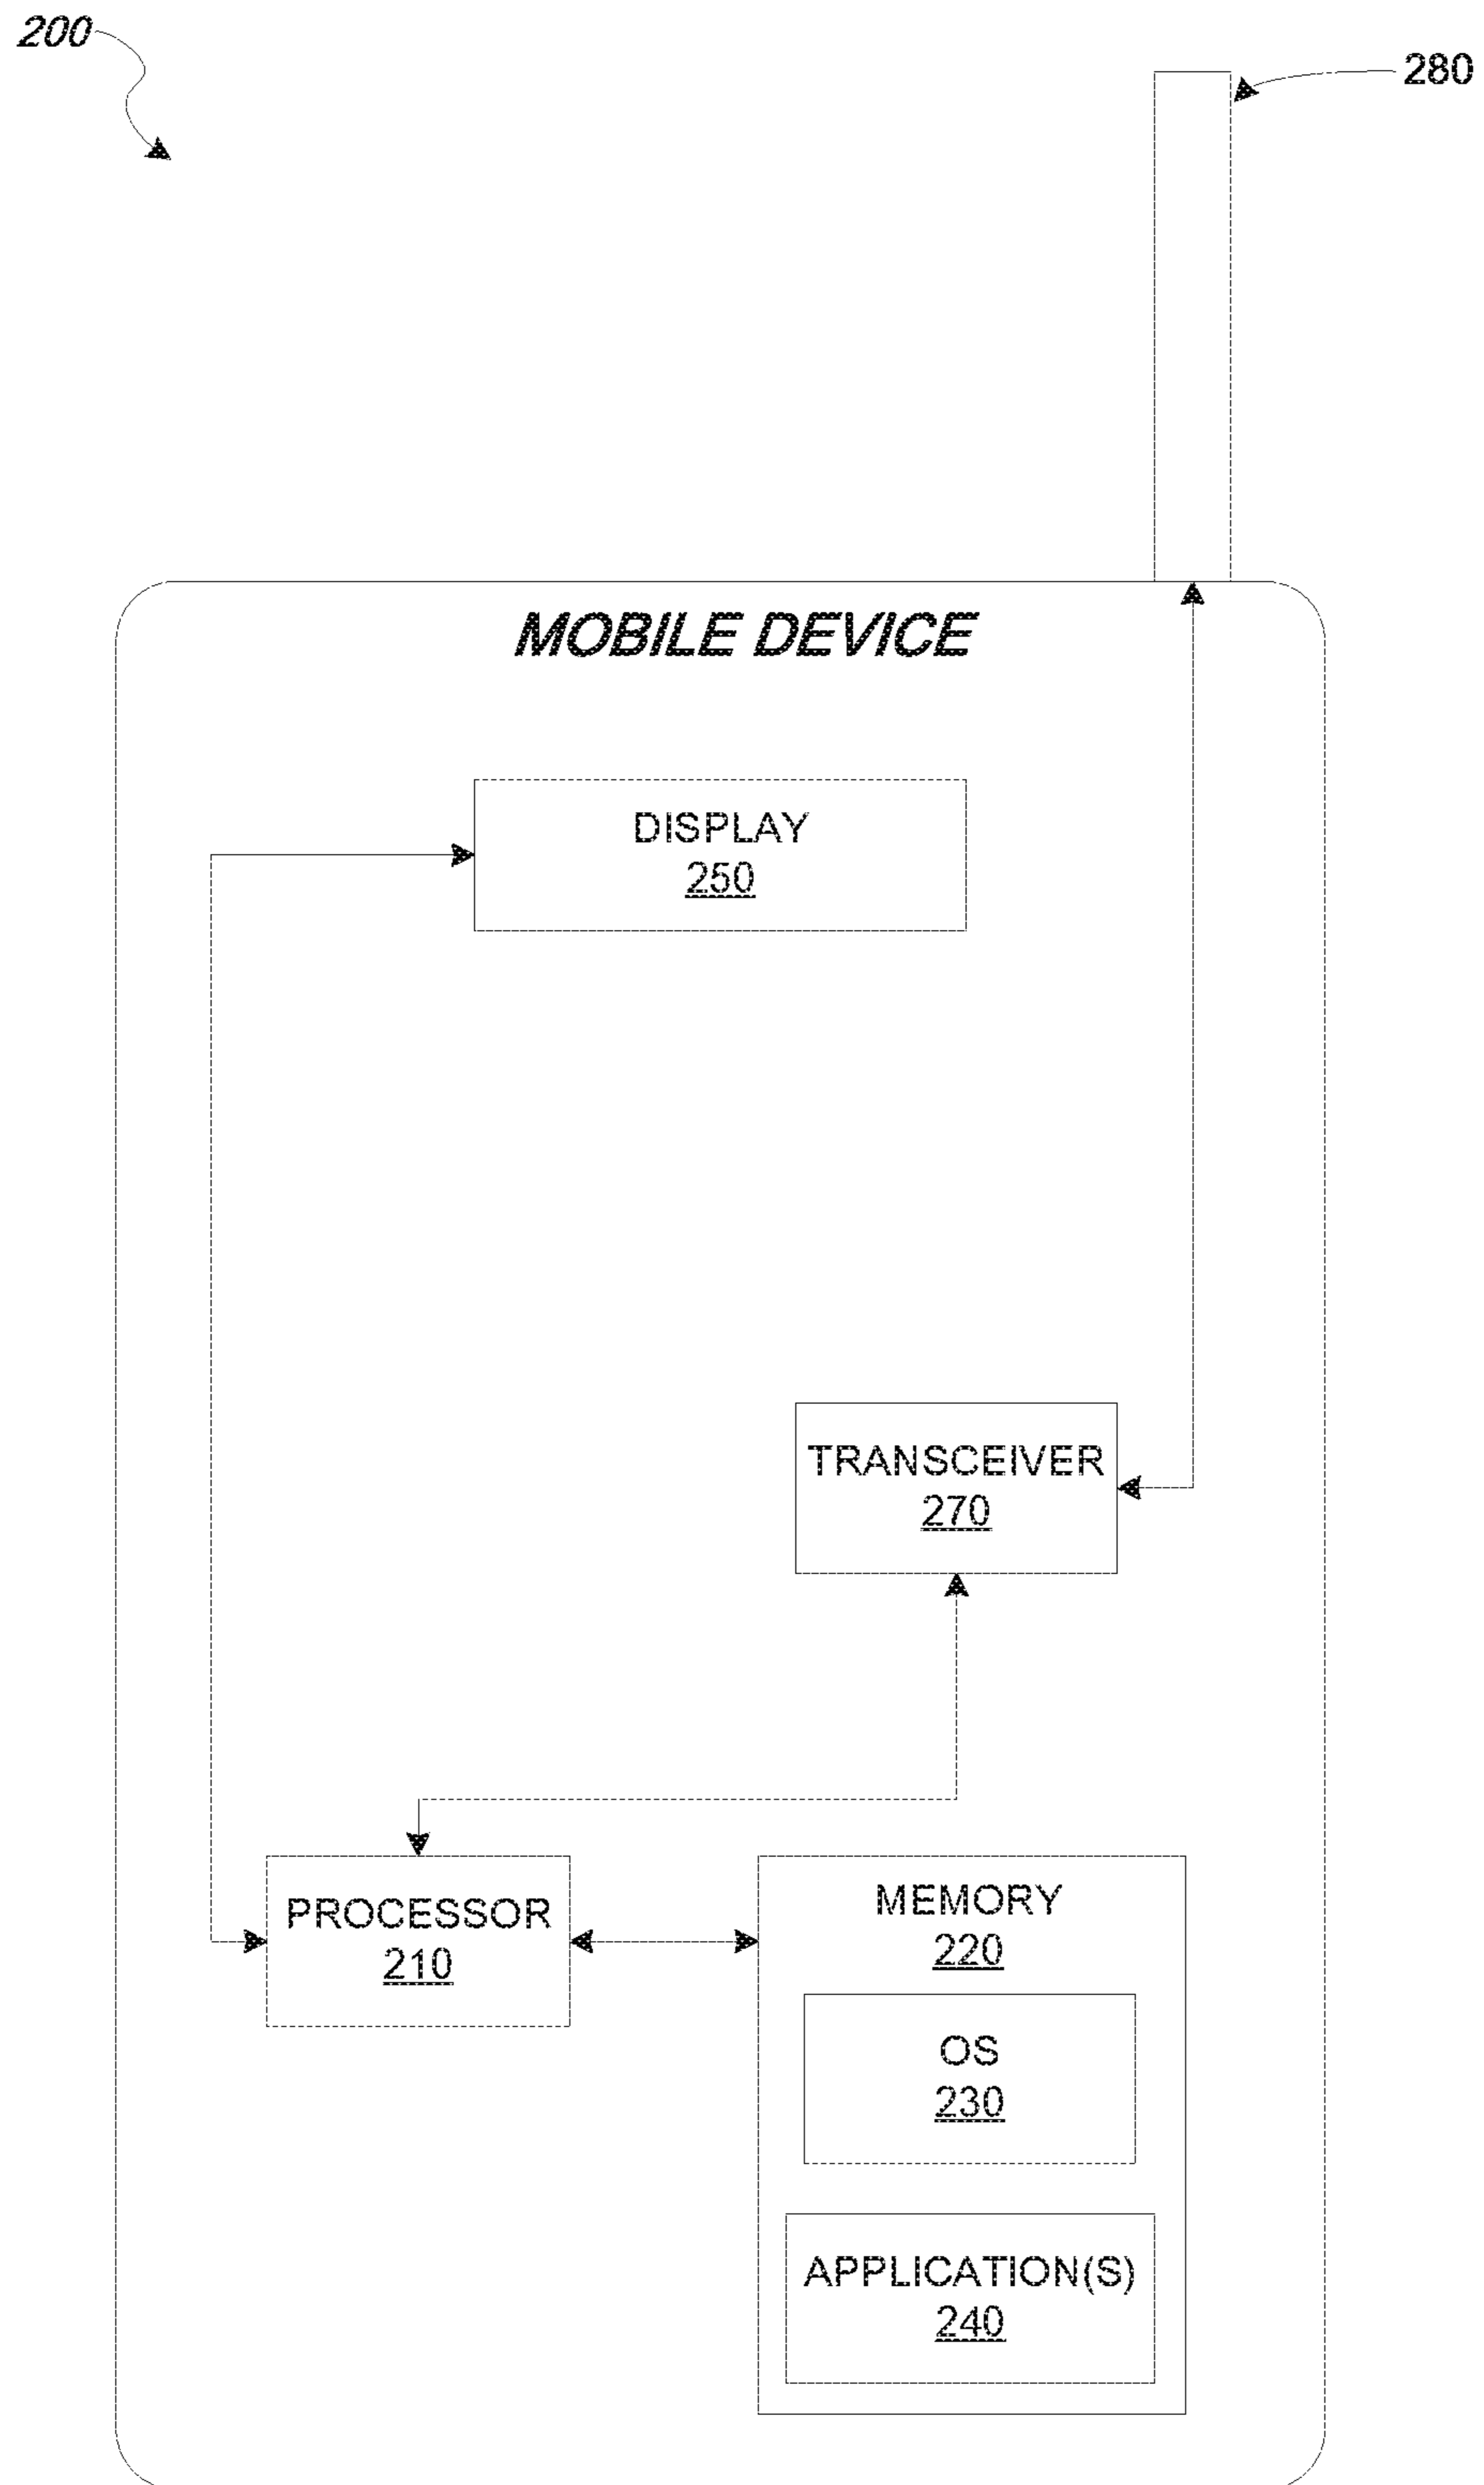 200
280
MOBILE DEVICE
DISPLAY
250
TRANSCEIVER
270
PROCESSOR
210
MEMORY
220
OS
230
APPLICATION(S)
240